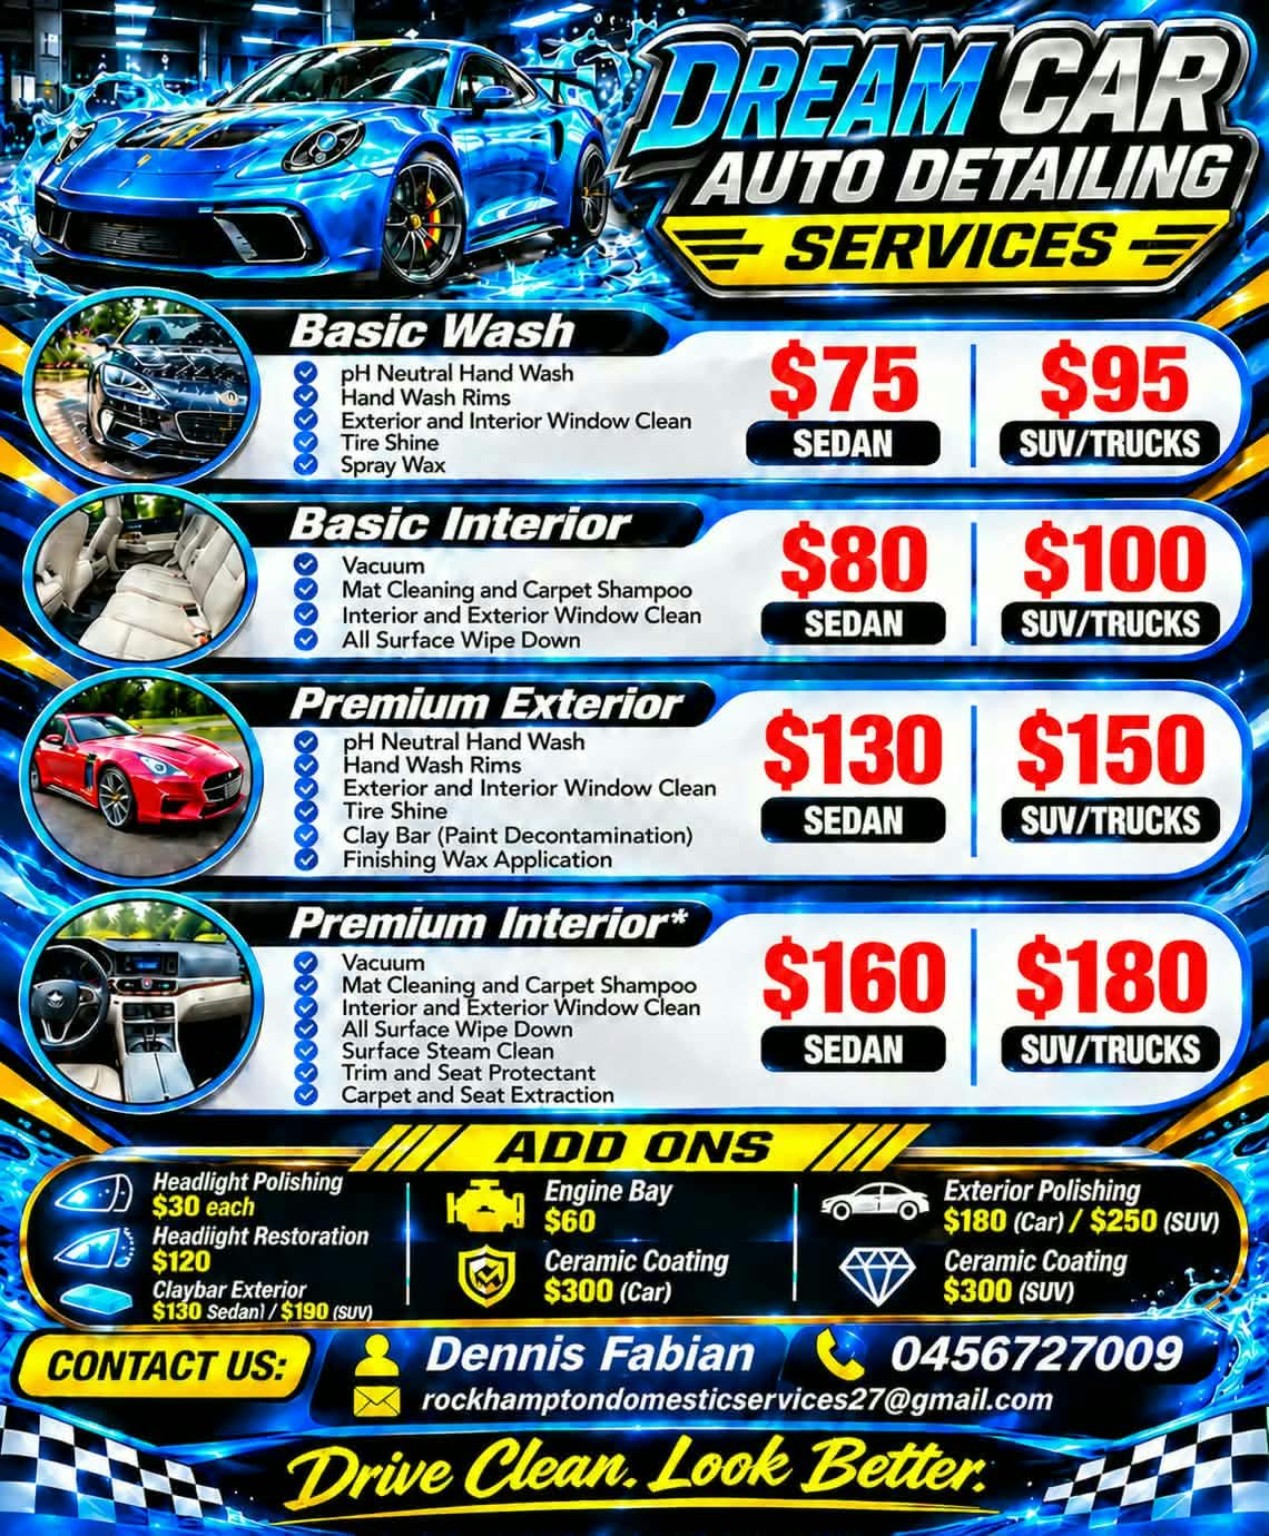 DREAM CAR
AUTO DETAILING
SERVICES
Basic Wash
pH Neutral Hand Wash
Hand Wash Rims
Exterior and Interior Window Clean
Tire Shine
Spray Wax
$75
SEDAN
$95
SUV/TRUCKS
Basic Interior
Vacuum
Mat Cleaning and Carpet Shampoo
Interior and Exterior Window Clean
All Surface Wipe Down
$80
SEDAN
$100
SUV/TRUCKS
Premium Exterior
pH Neutral Hand Wash
Hand Wash Rims
Exterior and Interior Window Clean
Tire Shine
Clay Bar (Paint Decontamination)
Finishing Wax Application
$130
SEDAN
$150
SUV/TRUCKS
Premium Interior*
Vacuum
Mat Cleaning and Carpet Shampoo
Interior and Exterior Window Clean
All Surface Wipe Down
Surface Steam Clean
Trim and Seat Protectant
Carpet and Seat Extraction
$160
SEDAN
$180
SUV/TRUCKS
ADD ONS
Headlight Polishing
$30 each
Headlight Restoration
$120
Claybar Exterior
$130 Sedan) / $190 (SUV)
Engine Bay
$60
Ceramic Coating
$300 (Car)
Exterior Polishing
$180 (Car) / $250 (SUV)
Ceramic Coating
$300 (SUV)
CONTACT US:
Dennis Fabian
0456727009
rockhamptondomesticservices27@gmail.com
Drive Clean. Look Better.